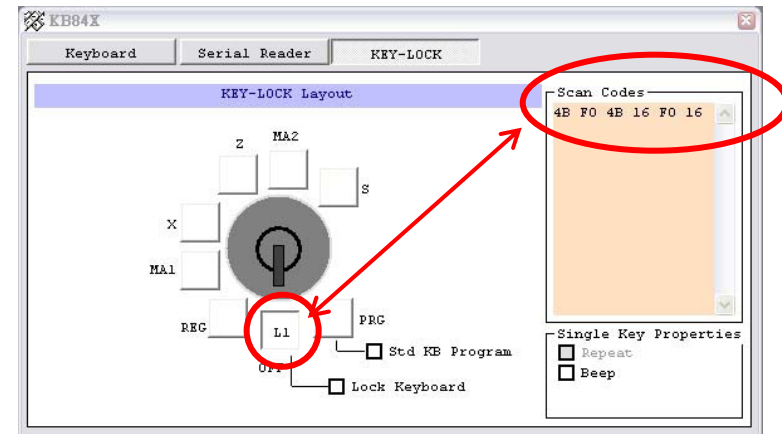 KB84X
Keyboard Serial Reader KEY-LOCK
KEY-LOCK Layout
Scan Codes
4B F0 4B 16 F0 16
Z MA2
S
X
MA1
REG L1 PRG
Std KB Program
OFF
Lock Keyboard
Single Key Properties
Repeat
Beep